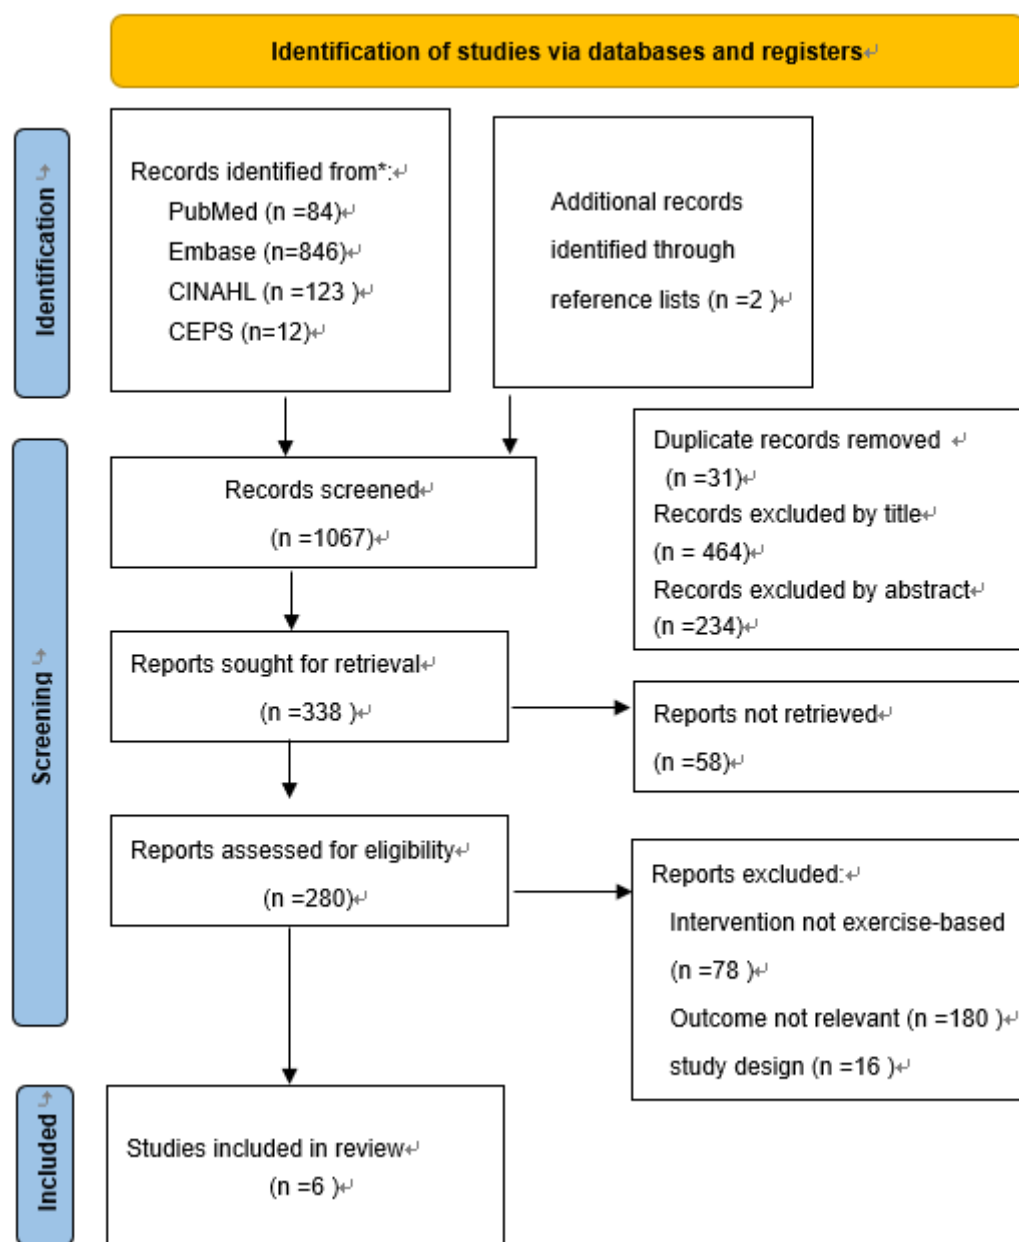 Identification of studies via databases and registers↵
Identification ↵
Records identified from*:↵
PubMed (n =84)↵
Embase (n=846)↵
CINAHL (n =123 )↵
CEPS (n=12)↵
Additional records
identified through
reference lists (n =2 )↵
Screening ↵
Records screened↵
(n =1067)↵
Duplicate records removed ↵
(n =31)↵
Records excluded by title↵
(n = 464)↵
Records excluded by abstract↵
(n =234)↵
Reports sought for retrieval↵
(n =338 )↵
Reports not retrieved↵
(n =58)↵
Reports assessed for eligibility↵
(n =280)↵
Reports excluded:↵
Intervention not exercise-based
(n =78 )↵
Outcome not relevant (n =180 )
study design (n =16 )↵
Included ↵
Studies included in review↵
(n =6 )↵